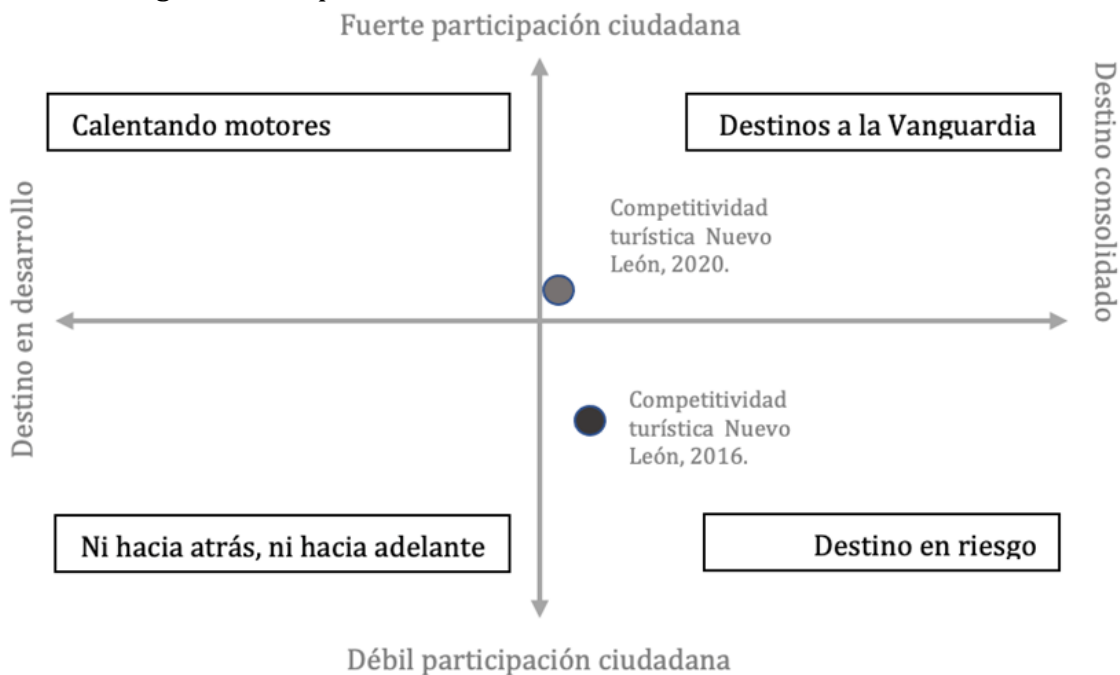 Fuerte participación ciudadana
Calentando motores
Destinos a la Vanguardia
Destino en desarrollo
Destino consolidado
Competitividad
turística Nuevo
León, 2020.
Competitividad
turística Nuevo
León, 2016.
Ni hacia atrás, ni hacia adelante
Destino en riesgo
Débil participación ciudadana